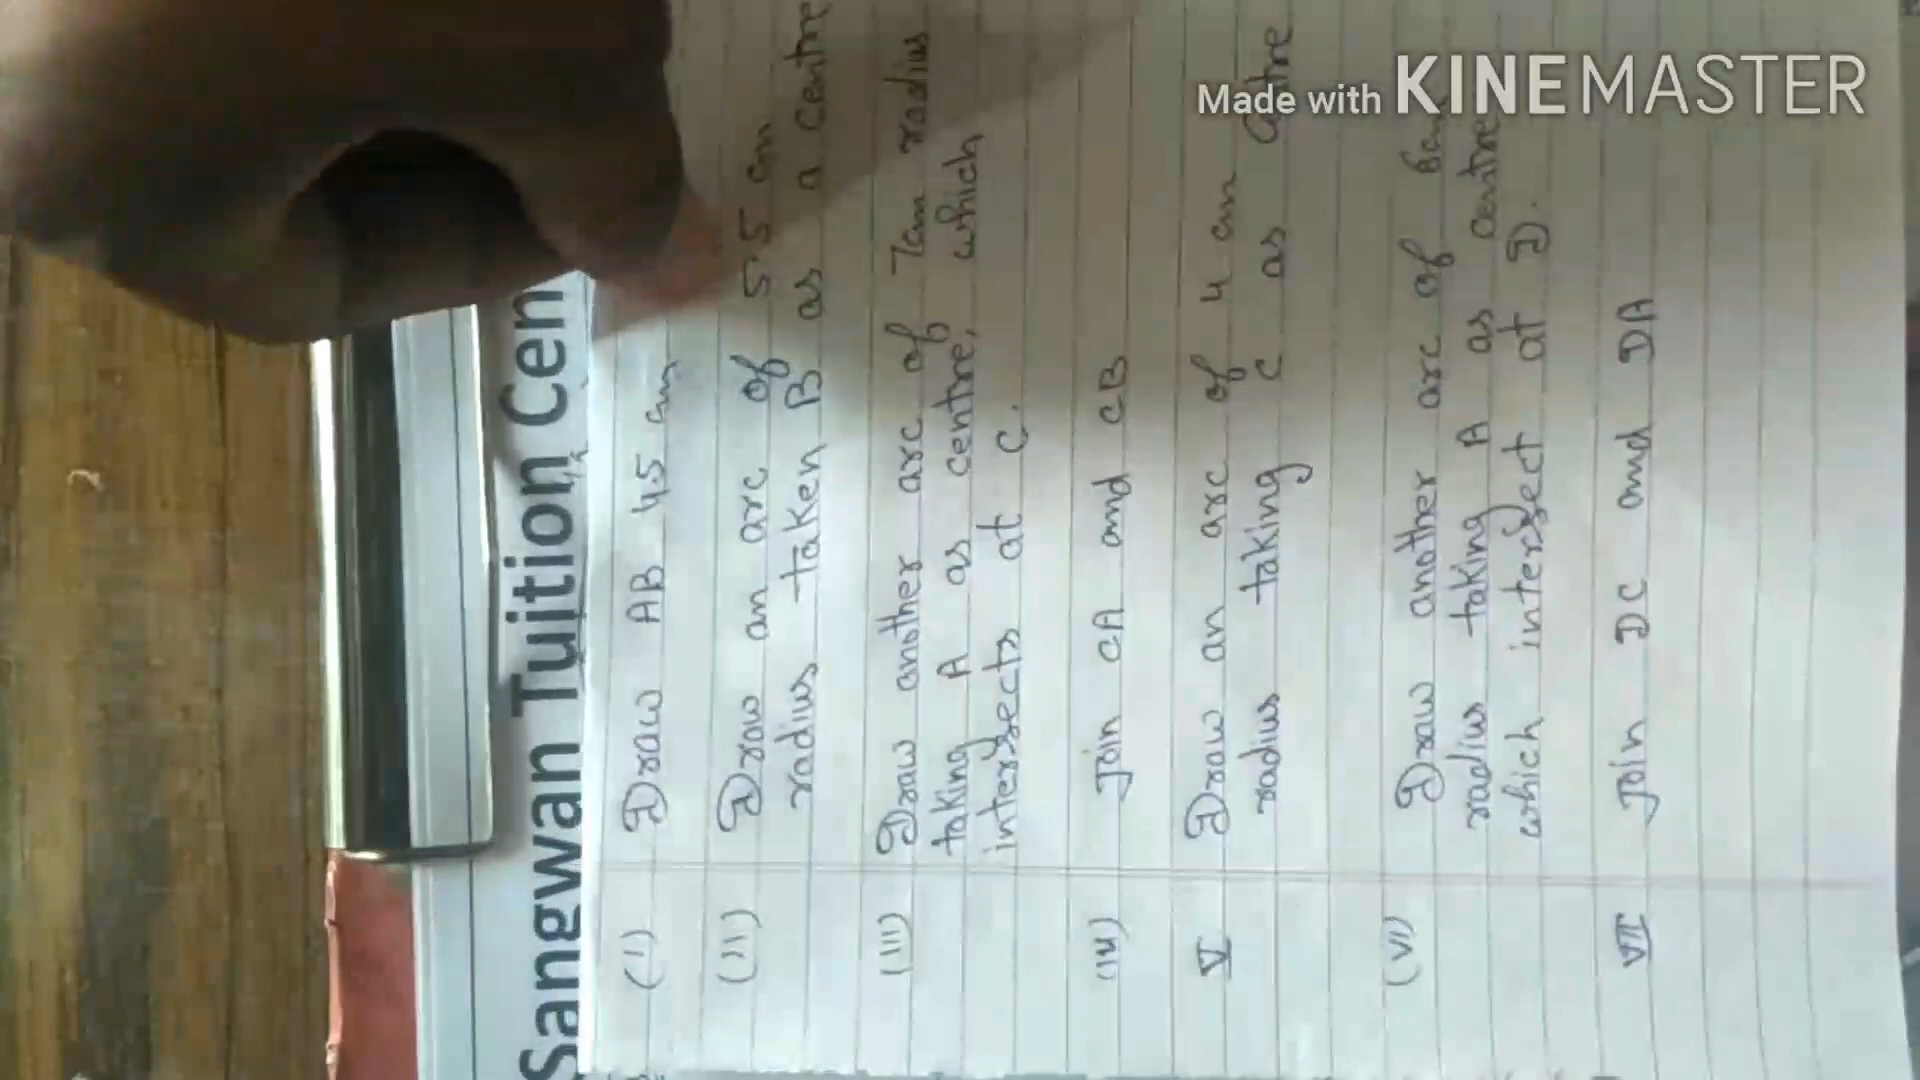 Made with KINEMASTER
Sangwan Tuition Cen
(i) Draw AB 4.5 cm
(ii) Draw an arc of 5.5 cm
radius taken B as a centre
(iii) Draw another arc of 7cm radius
taking A as centre, which
intersects at C.
(iv) Join CA and CB
V Draw an arc of 4 cm
radius taking C as centre
(vi) Draw another arc of 6cm
radius taking A as centre
which intersect at D.
VII Join DC and DA